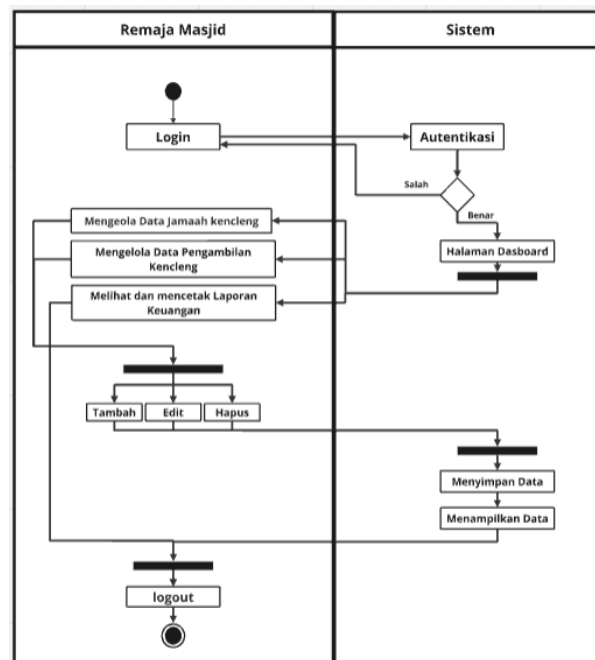 Remaja Masjid
Sistem
Login
Autentikasi
Salah
Benar
Mengeola Data Jamaah kencleng
Halaman Dasboard
Mengelola Data Pengambilan
Kencleng
Melihat dan mencetak Laporan
Keuangan
Tambah
Edit
Hapus
Menyimpan Data
Menampilkan Data
logout